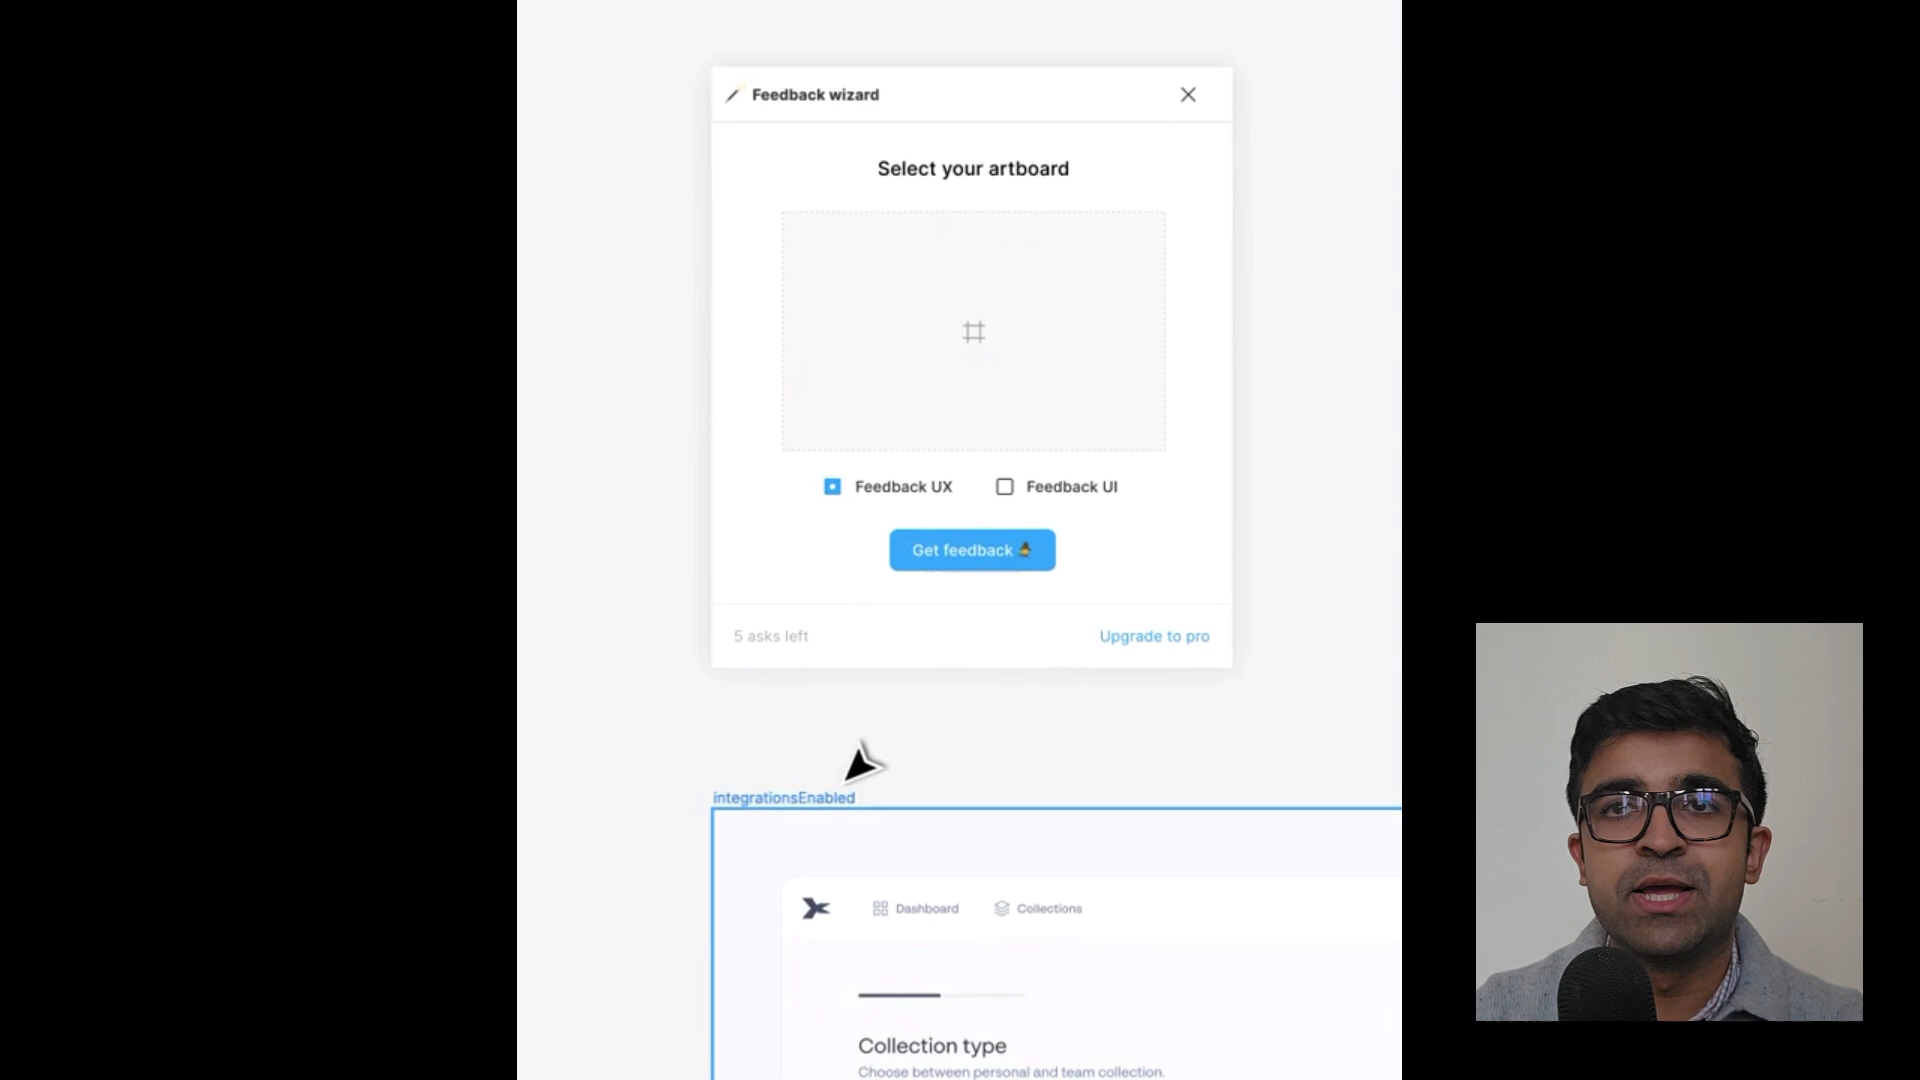 Feedback wizard
Select your artboard
Feedback UX
Feedback UI
Get feedback
5 asks left
Upgrade to pro
integrationsEnabled
Dashboard
Collections
Collection type
Choose between personal and team collection.